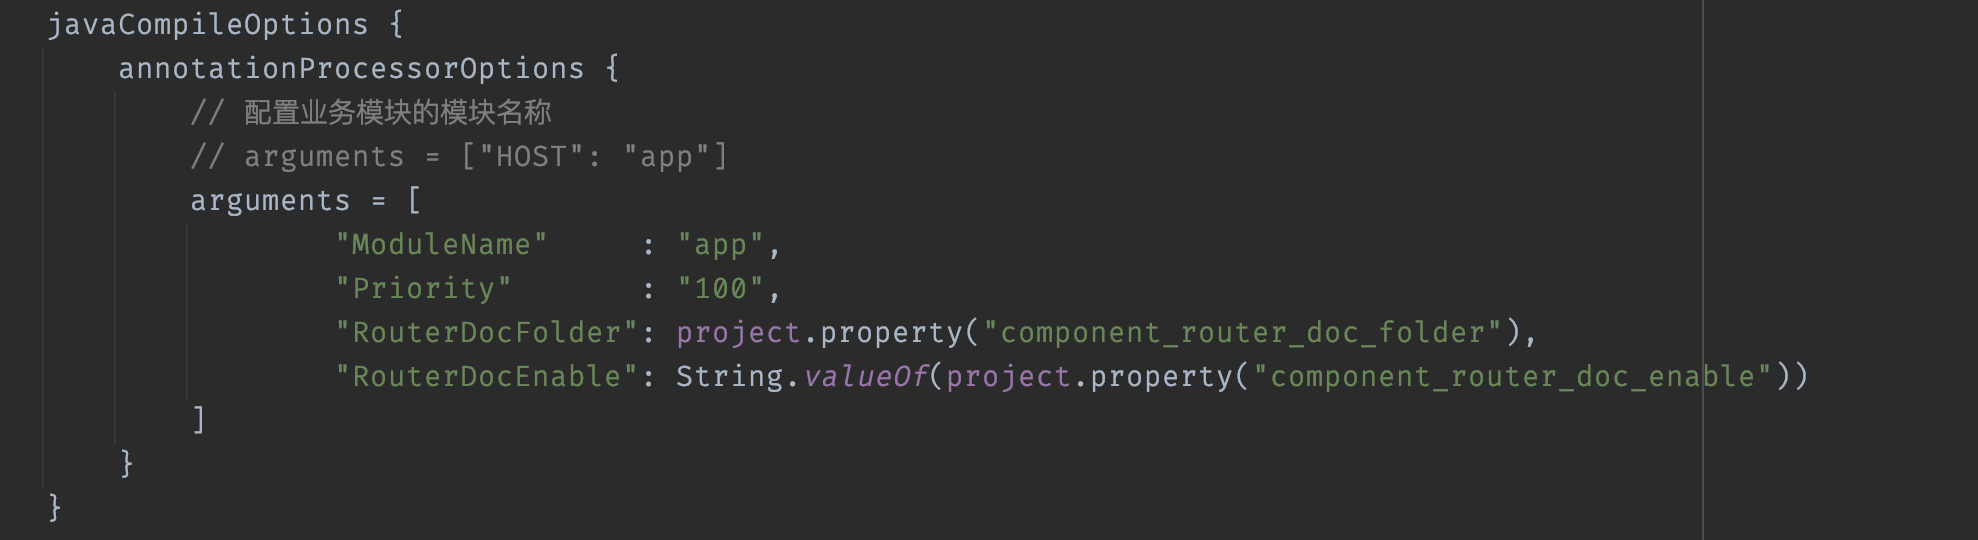 javaCompileOptions {
annotationProcessorOptions {
// 配置业务模块的模块名称
// arguments = ["HOST": "app"]
arguments = [
"ModuleName"     : "app",
"Priority"       : "100",
"RouterDocFolder": project.property("component_router_doc_folder"),
"RouterDocEnable": String.valueOf(project.property("component_router_doc_enable"))
]
}
}